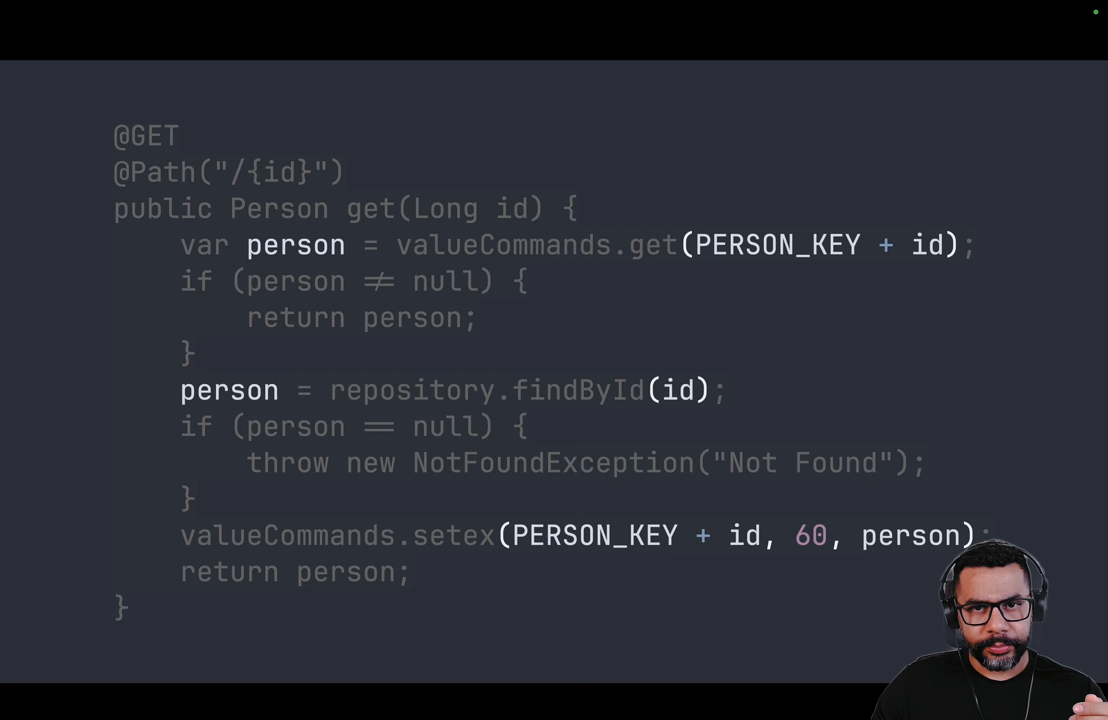 @GET
@Path("/{id}")
public Person get(Long id) {
    var person = valueCommands.get(PERSON_KEY + id);
    if (person != null) {
        return person;
    }
    person = repository.findById(id);
    if (person == null) {
        throw new NotFoundException("Not Found");
    }
    valueCommands.setex(PERSON_KEY + id, 60, person);
    return person;
}